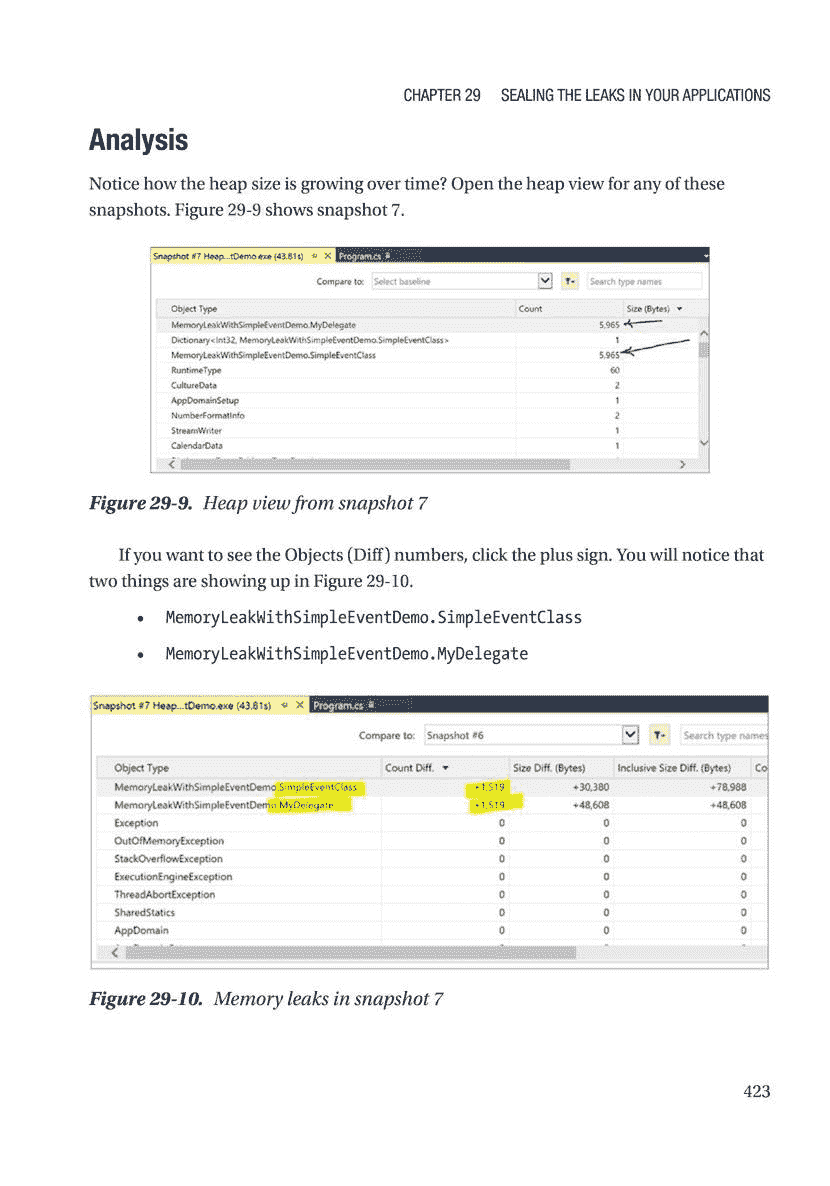 CHAPTER 29 SEALING THE LEAKS IN YOUR APPLICATIONS
Analysis
Notice how the heap size is growing over time? Open the heap view for any of these
snapshots. Figure 29-9 shows snapshot 7.
Snapshot #7 Heap...tDemo.exe (43.81s) Program.cs
Compare to: Select baseline Search type names
Object Type Count Size (Bytes)
MemoryLeakWithSimpleEventDemo.MyDelegate 5,965
Dictionary<Int32, MemoryLeakWithSimpleEventDemo.SimpleEventClass> 1
MemoryLeakWithSimpleEventDemo.SimpleEventClass 5,965
RuntimeType 60
CultureData 2
AppDomainSetup 1
NumberFormatInfo 2
StreamWriter 1
CalendarData 1
Figure 29-9. Heap view from snapshot 7
If you want to see the Objects (Diff) numbers, click the plus sign. You will notice that
two things are showing up in Figure 29-10.
• MemoryLeakWithSimpleEventDemo.SimpleEventClass
• MemoryLeakWithSimpleEventDemo.MyDelegate
Snapshot #7 Heap...tDemo.exe (43.81s) Program.cs
Compare to: Snapshot #6 Search type names
Object Type Count Diff. Size Diff. (Bytes) Inclusive Size Diff. (Bytes) Co
MemoryLeakWithSimpleEventDemo.SimpleEventClass +1,519 +30,380 +78,988
MemoryLeakWithSimpleEventDemo.MyDelegate +1,519 +48,608 +48,608
Exception 0 0 0
OutOfMemoryException 0 0 0
StackOverflowException 0 0 0
ExecutionEngineException 0 0 0
ThreadAbortException 0 0 0
SharedStatics 0 0 0
AppDomain 0 0 0
Figure 29-10. Memory leaks in snapshot 7
423